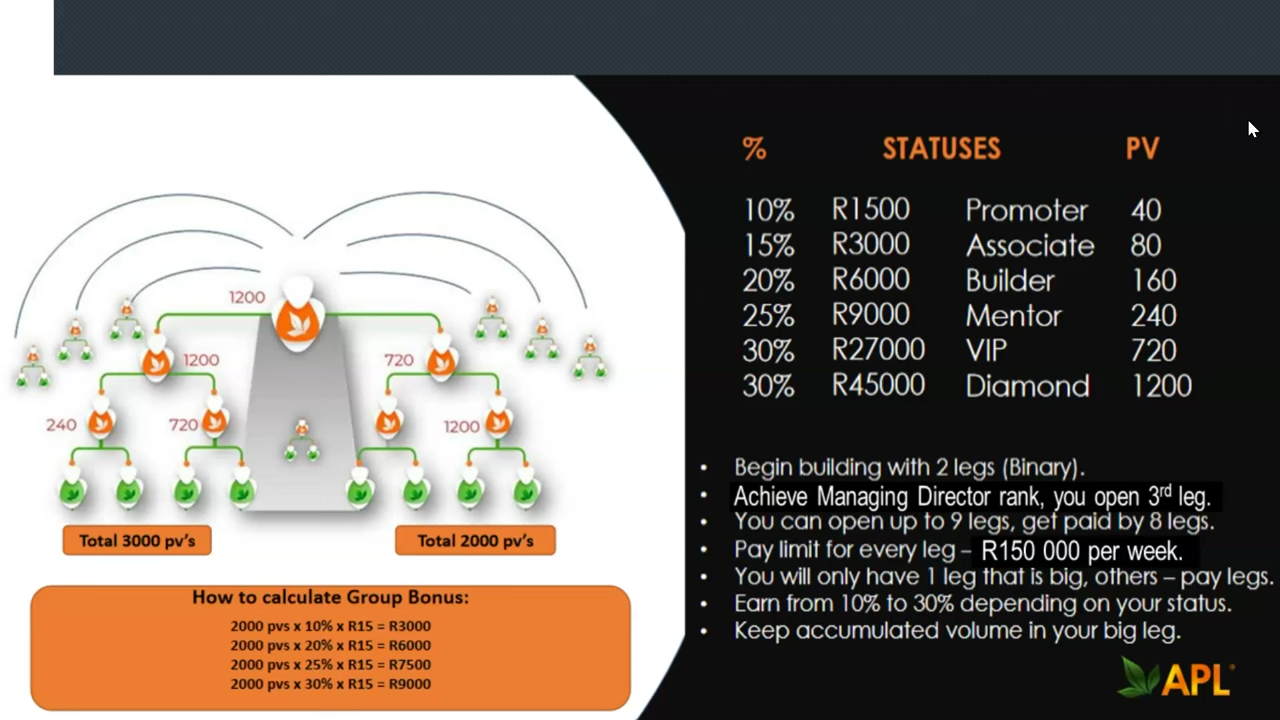 % STATUSES PV
10% R1500 Promoter 40
15% R3000 Associate 80
20% R6000 Builder 160
25% R9000 Mentor 240
30% R27000 VIP 720
30% R45000 Diamond 1200
1200
1200
720
240
720
1200
Total 3000 pv's
Total 2000 pv's
How to calculate Group Bonus:
2000 pvs x 10% x R15 = R3000
2000 pvs x 20% x R15 = R6000
2000 pvs x 25% x R15 = R7500
2000 pvs x 30% x R15 = R9000
• Begin building with 2 legs (Binary).
• Achieve Managing Director rank, you open 3rd leg.
• You can open up to 9 legs, get paid by 8 legs.
• Pay limit for every leg – R150 000 per week.
• You will only have 1 leg that is big, others – pay legs.
• Earn from 10% to 30% depending on your status.
• Keep accumulated volume in your big leg.
APL